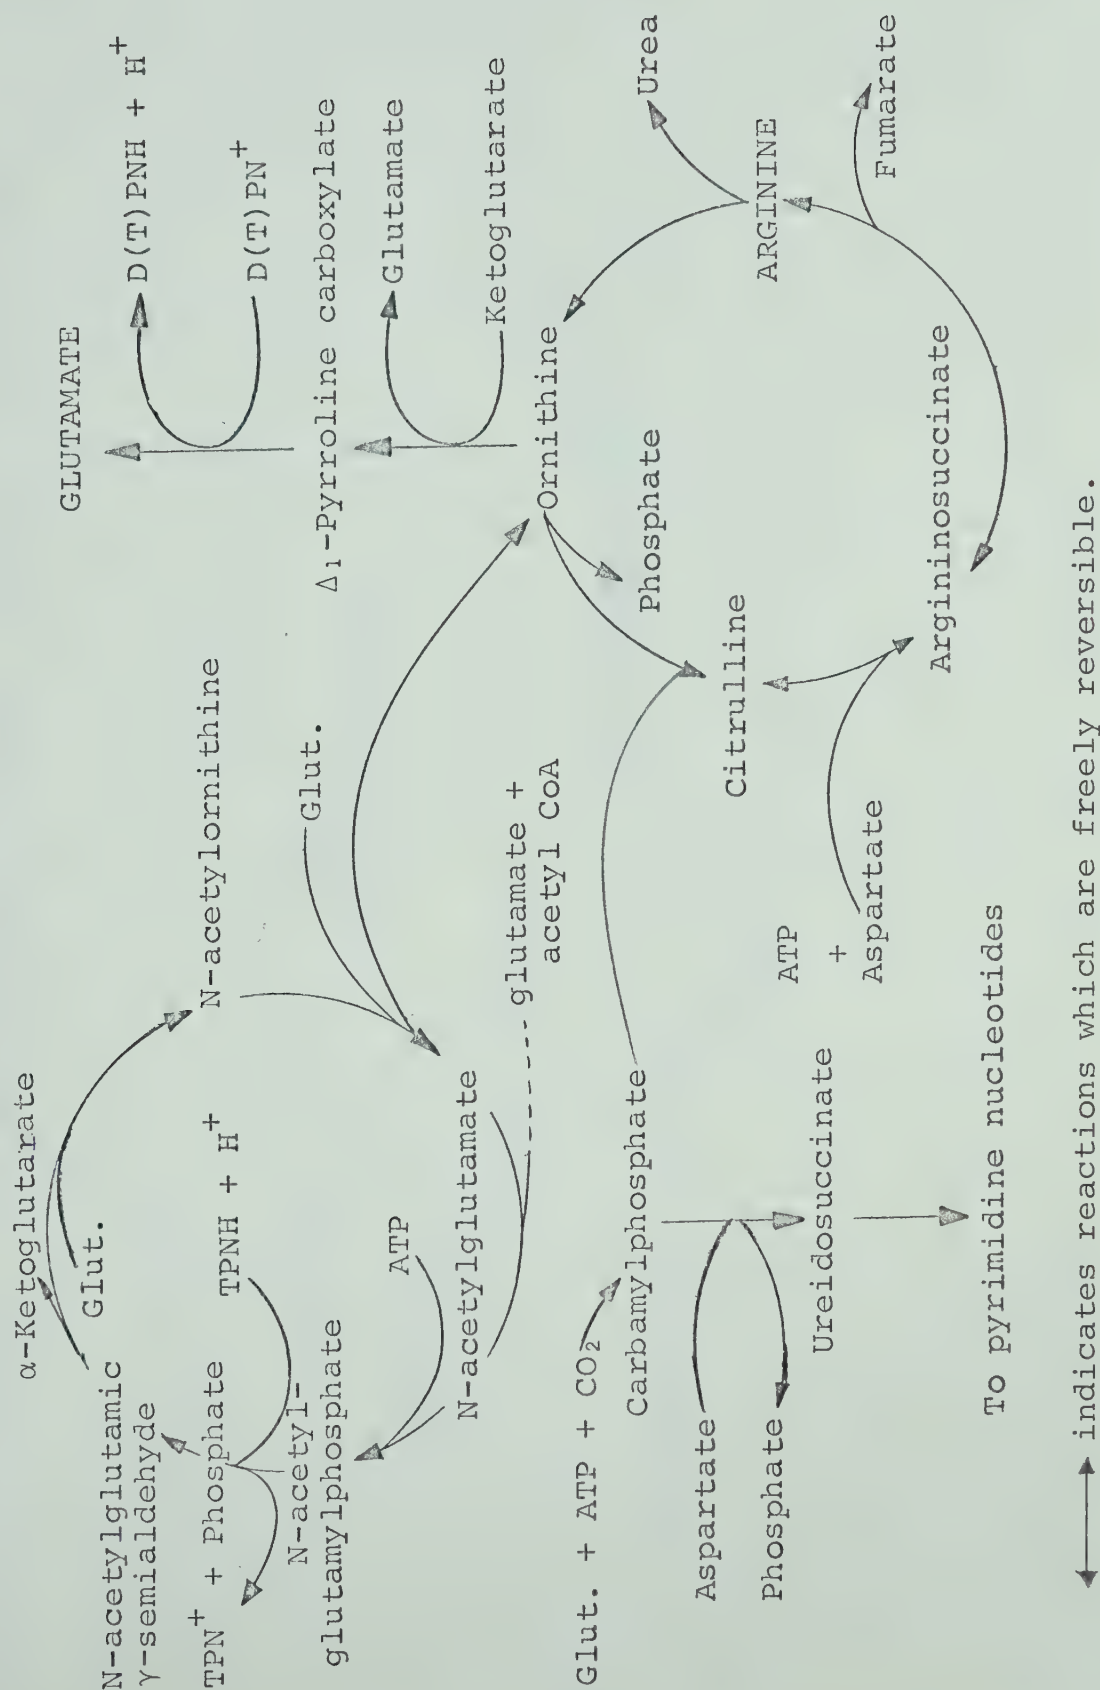 N-acetylglutamic
γ-semialdehyde
α-Ketoglutarate
Glut.
TPN⁺ + Phosphate
TPNH + H⁺
N-acetylornithine
N-acetyl-
glutamylphosphate
ATP
Glut.
N-acetylglutamate
glutamate +
acetyl CoA
GLUTAMATE
D(T)PNH + H⁺
D(T)PN⁺
Δ₁-Pyrroline carboxylate
Glutamate
Ketoglutarate
Ornithine
Phosphate
Urea
Glut. + ATP + CO₂
Carbamylphosphate
Citrulline
ARGININE
Aspartate
Phosphate
ATP
+
Aspartate
Fumarate
Ureidosuccinate
Argininosuccinate
To pyrimidine nucleotides
indicates reactions which are freely reversible.